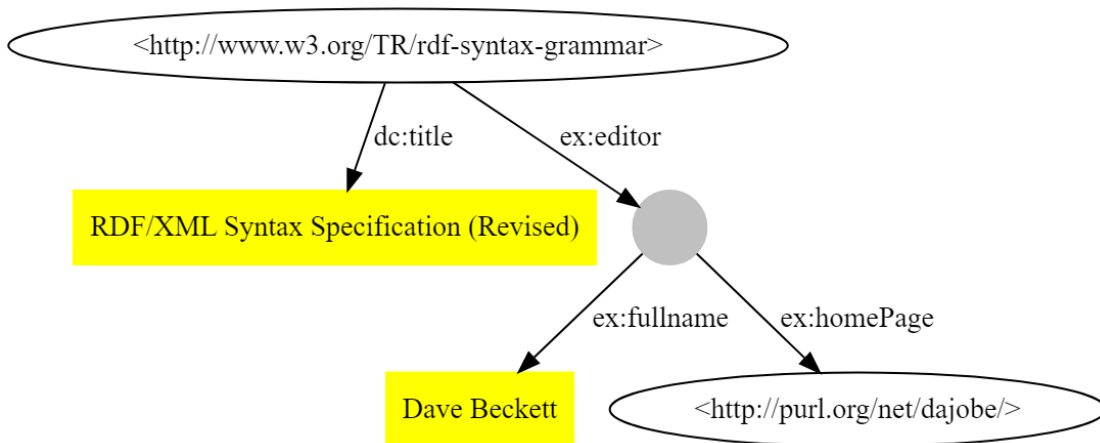 <http://www.w3.org/TR/rdf-syntax-grammar>
dc:title
ex:editor
RDF/XML Syntax Specification (Revised)
ex:fullname
ex:homePage
Dave Beckett
<http://purl.org/net/dajobe/>